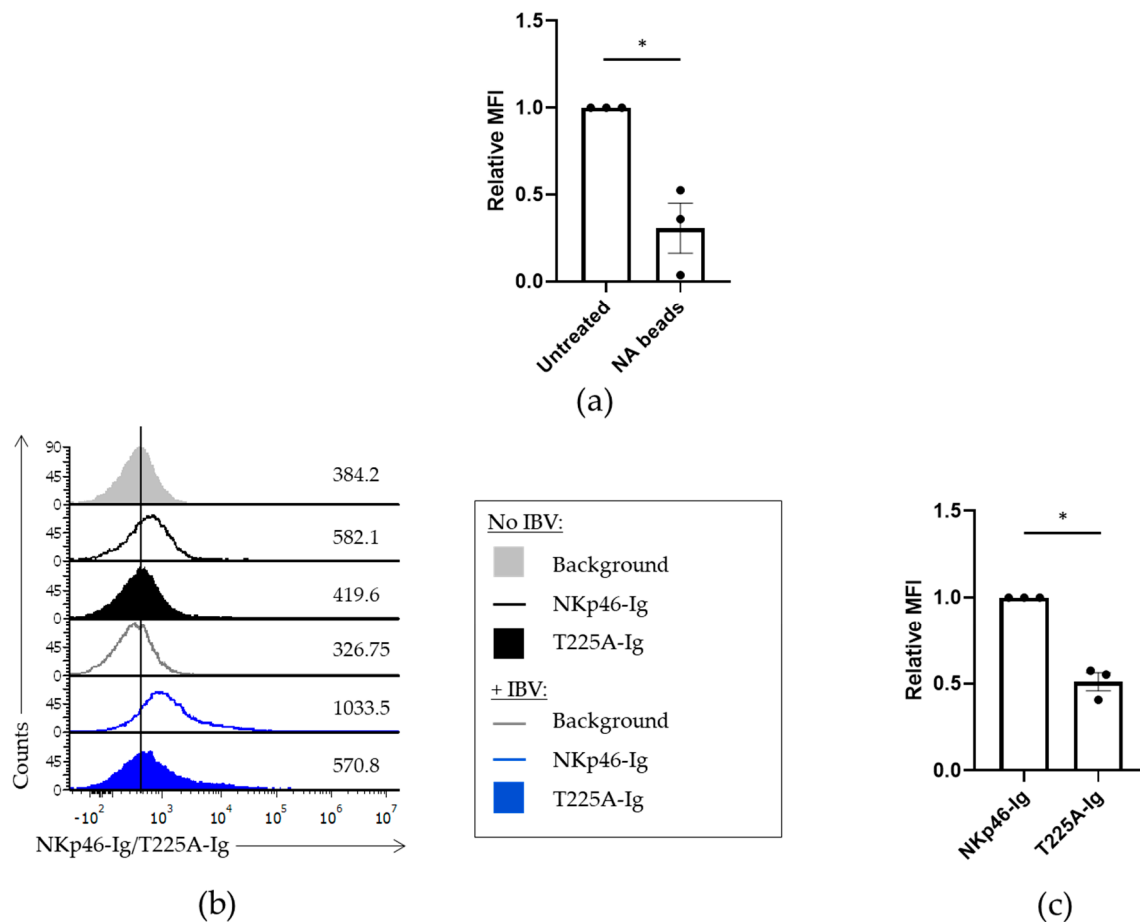 1.5
*
1.0
Relative MFI
0.5
0.0
Untreated
NA beads
(a)
90
45
0
384.2
45
0
582.1
45
0
419.6
45
0
326.75
45
0
1033.5
45
0
570.8
Counts
-10² 10³ 10⁴ 10⁵ 10⁶ 10⁷
NKp46-Ig/T225A-Ig
(b)
No IBV:
Background
NKp46-Ig
T225A-Ig
+ IBV:
Background
NKp46-Ig
T225A-Ig
1.5
*
1.0
Relative MFI
0.5
0.0
NKp46-Ig
T225A-Ig
(c)